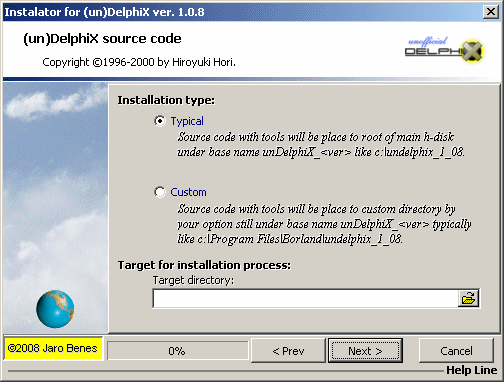 Instalator for (un)DelphiX ver. 1.0.8
(un)DelphiX source code
Copyright ©1996-2000 by Hiroyuki Hori.
unofficial
DELPHIX
Installation type:
Typical
Source code with tools will be place to root of main h-disk
under base name unDelphiX_<ver> like c:\undelphix_1_08.
Custom
Source code with tools will be place to custom directory by
your option still under base name unDelphiX_<ver> typically
like c:\Program Files\Borland\undelphix_1_08.
Target for installation process:
Target directory:
©2008 Jaro Benes
0%
< Prev
Next >
Cancel
Help Line